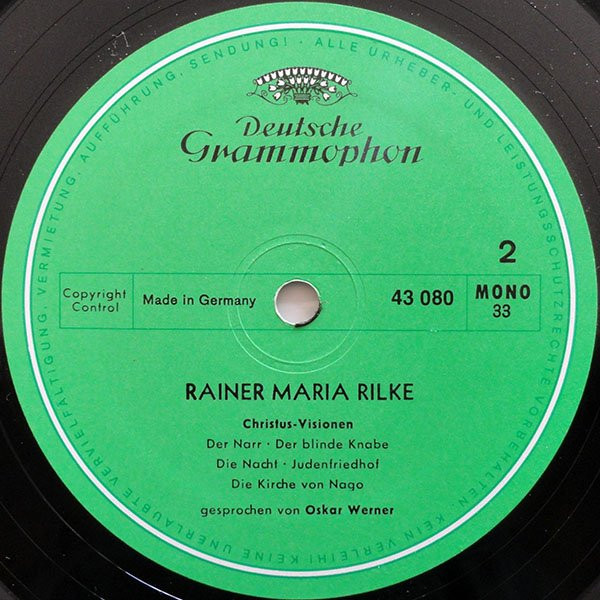 ALLE URHEBER- UND LEISTUNGSSCHUTZRECHTE VORBEHALTEN. KEIN VERLEIH! KEINE UNERLAUBTE VERVIELFÄLTIGUNG, VERMIETUNG, AUFFÜHRUNG, SENDUNG!
Deutsche
Grammophon
2
Copyright
Control
Made in Germany
43 080
MONO
33
RAINER MARIA RILKE
Christus-Visionen
Der Narr · Der blinde Knabe
Die Nacht · Judenfriedhof
Die Kirche von Nago
gesprochen von Oskar Werner